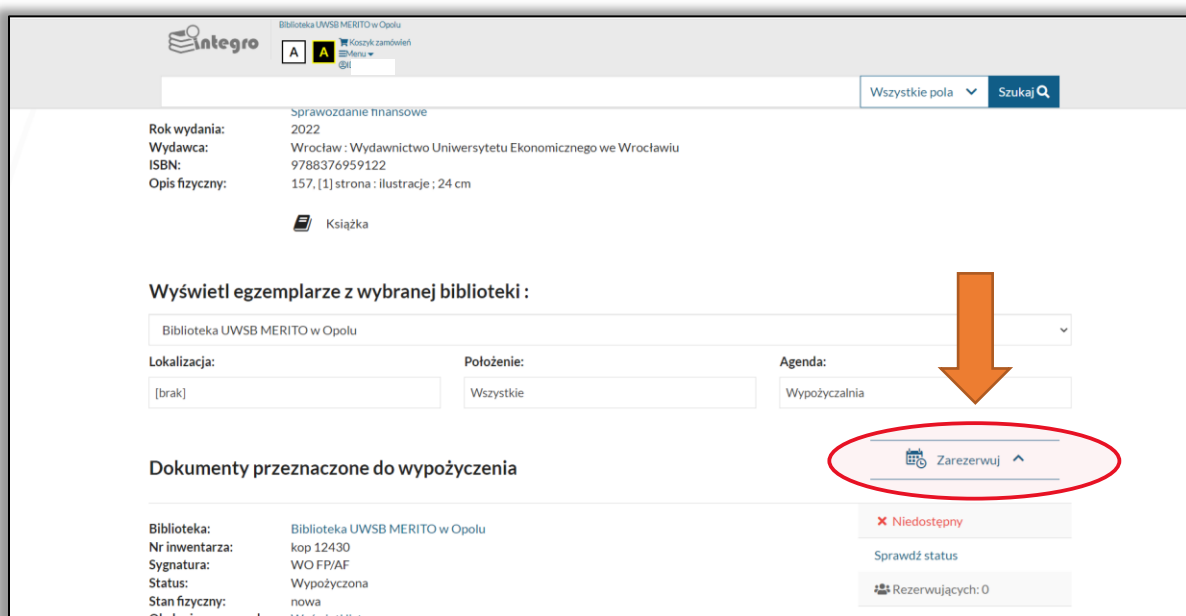 Biblioteka UWSB MERITO w Opolu
integro
A A
Koszyk zamówień
Menu
Wszystkie pola Szukaj
Sprawozdanie finansowe
Rok wydania: 2022
Wydawca: Wrocław : Wydawnictwo Uniwersytetu Ekonomicznego we Wrocławiu
ISBN: 9788376959122
Opis fizyczny: 157, [1] strona : ilustracje ; 24 cm
Książka
Wyświetl egzemplarze z wybranej biblioteki :
Biblioteka UWSB MERITO w Opolu
Lokalizacja: Położenie: Agenda:
[brak] Wszystkie Wypożyczalnia
Dokumenty przeznaczone do wypożyczenia
Zarezerwuj
Biblioteka: Biblioteka UWSB MERITO w Opolu
Nr inwentarza: kop 12430
Sygnatura: WO FP/AF
Status: Wypożyczona
Stan fizyczny: nowa
Niedostępny
Sprawdź status
Rezerwujących: 0